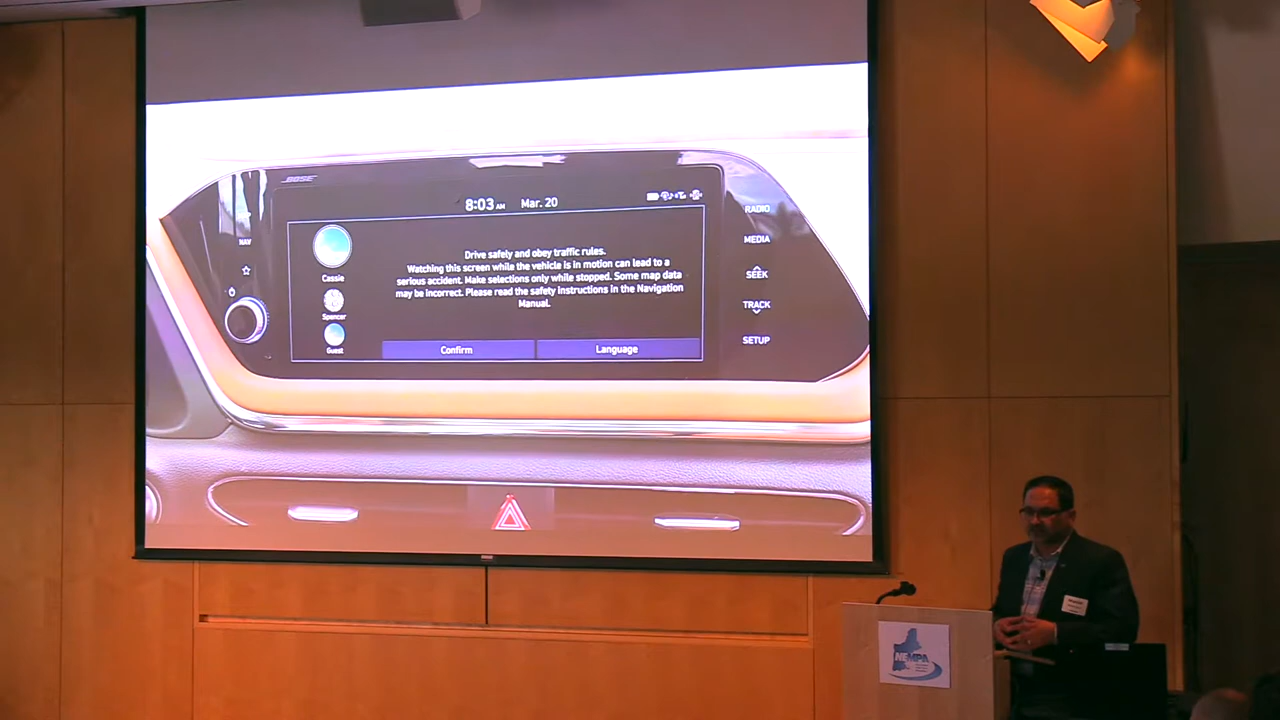 BOSE
8:03 AM Mar. 20
NAV
Cassie
Spencer
Guest
Drive safely and obey traffic rules.
Watching this screen while the vehicle is in motion can lead to a
serious accident. Make selections only while stopped. Some map data
may be incorrect. Please read the safety instructions in the Navigation
Manual.
Confirm
Language
RADIO
MEDIA
SEEK
TRACK
SETUP
NEMPA